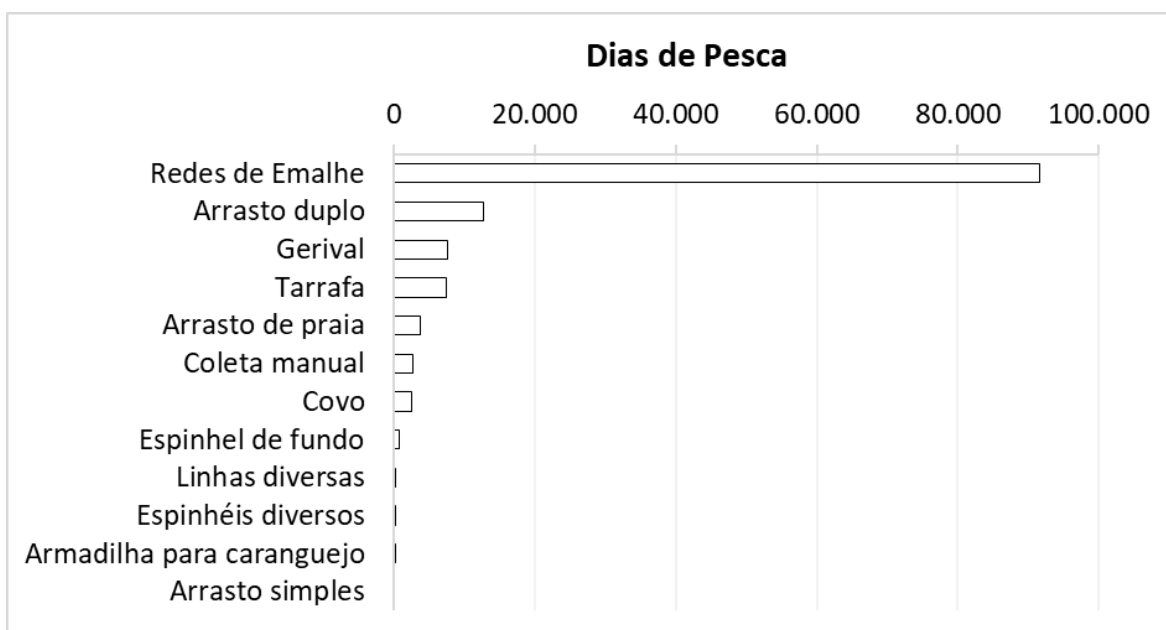 Dias de Pesca
0 20.000 40.000 60.000 80.000 100.000
Redes de Emalhe
Arrasto duplo
Gerival
Tarrafa
Arrasto de praia
Coleta manual
Covo
Espinhel de fundo
Linhas diversas
Espinhéis diversos
Armadilha para caranguejo
Arrasto simples